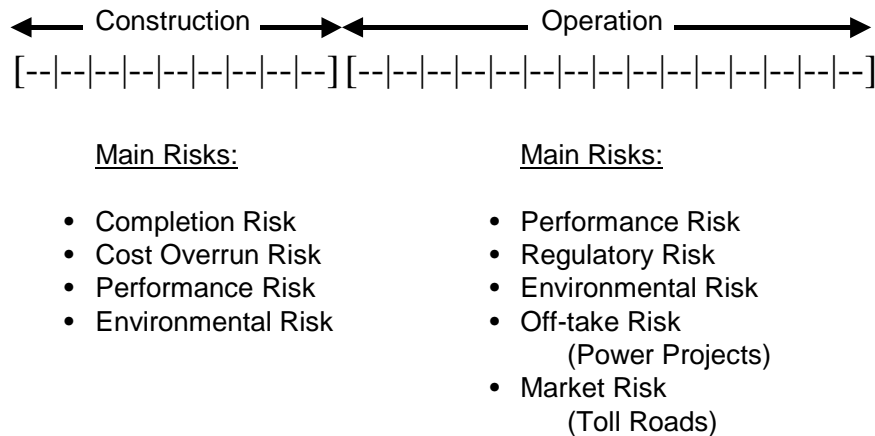 Construction Operation
[--|--|--|--|--|--|--|--|--] [--|--|--|--|--|--|--|--|--|--|--|--|--|--|--]
Main Risks:
• Completion Risk
• Cost Overrun Risk
• Performance Risk
• Environmental Risk
Main Risks:
• Performance Risk
• Regulatory Risk
• Environmental Risk
• Off-take Risk
(Power Projects)
• Market Risk
(Toll Roads)